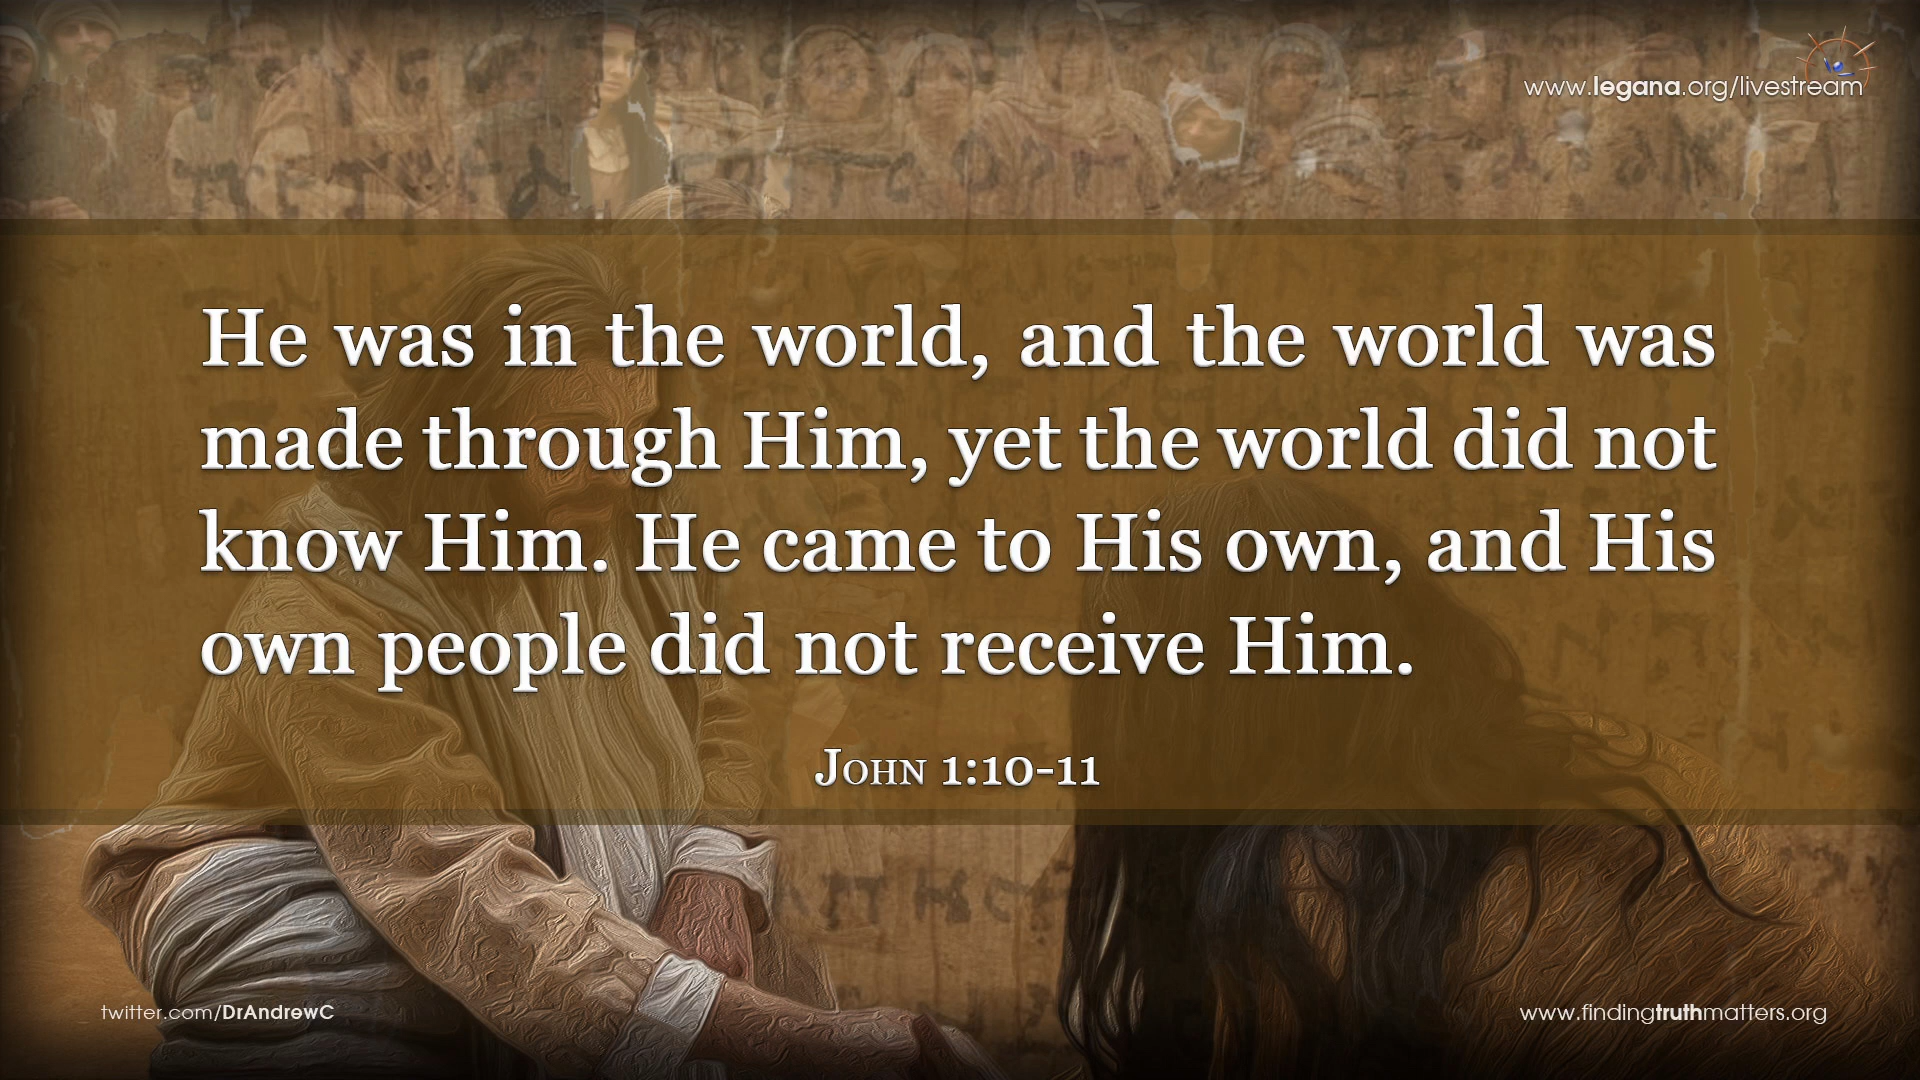 www.legana.org/livestream
He was in the world, and the world was
made through Him, yet the world did not
know Him. He came to His own, and His
own people did not receive Him.
John 1:10-11
twitter.com/DrAndrewC
www.findingtruthmatters.org